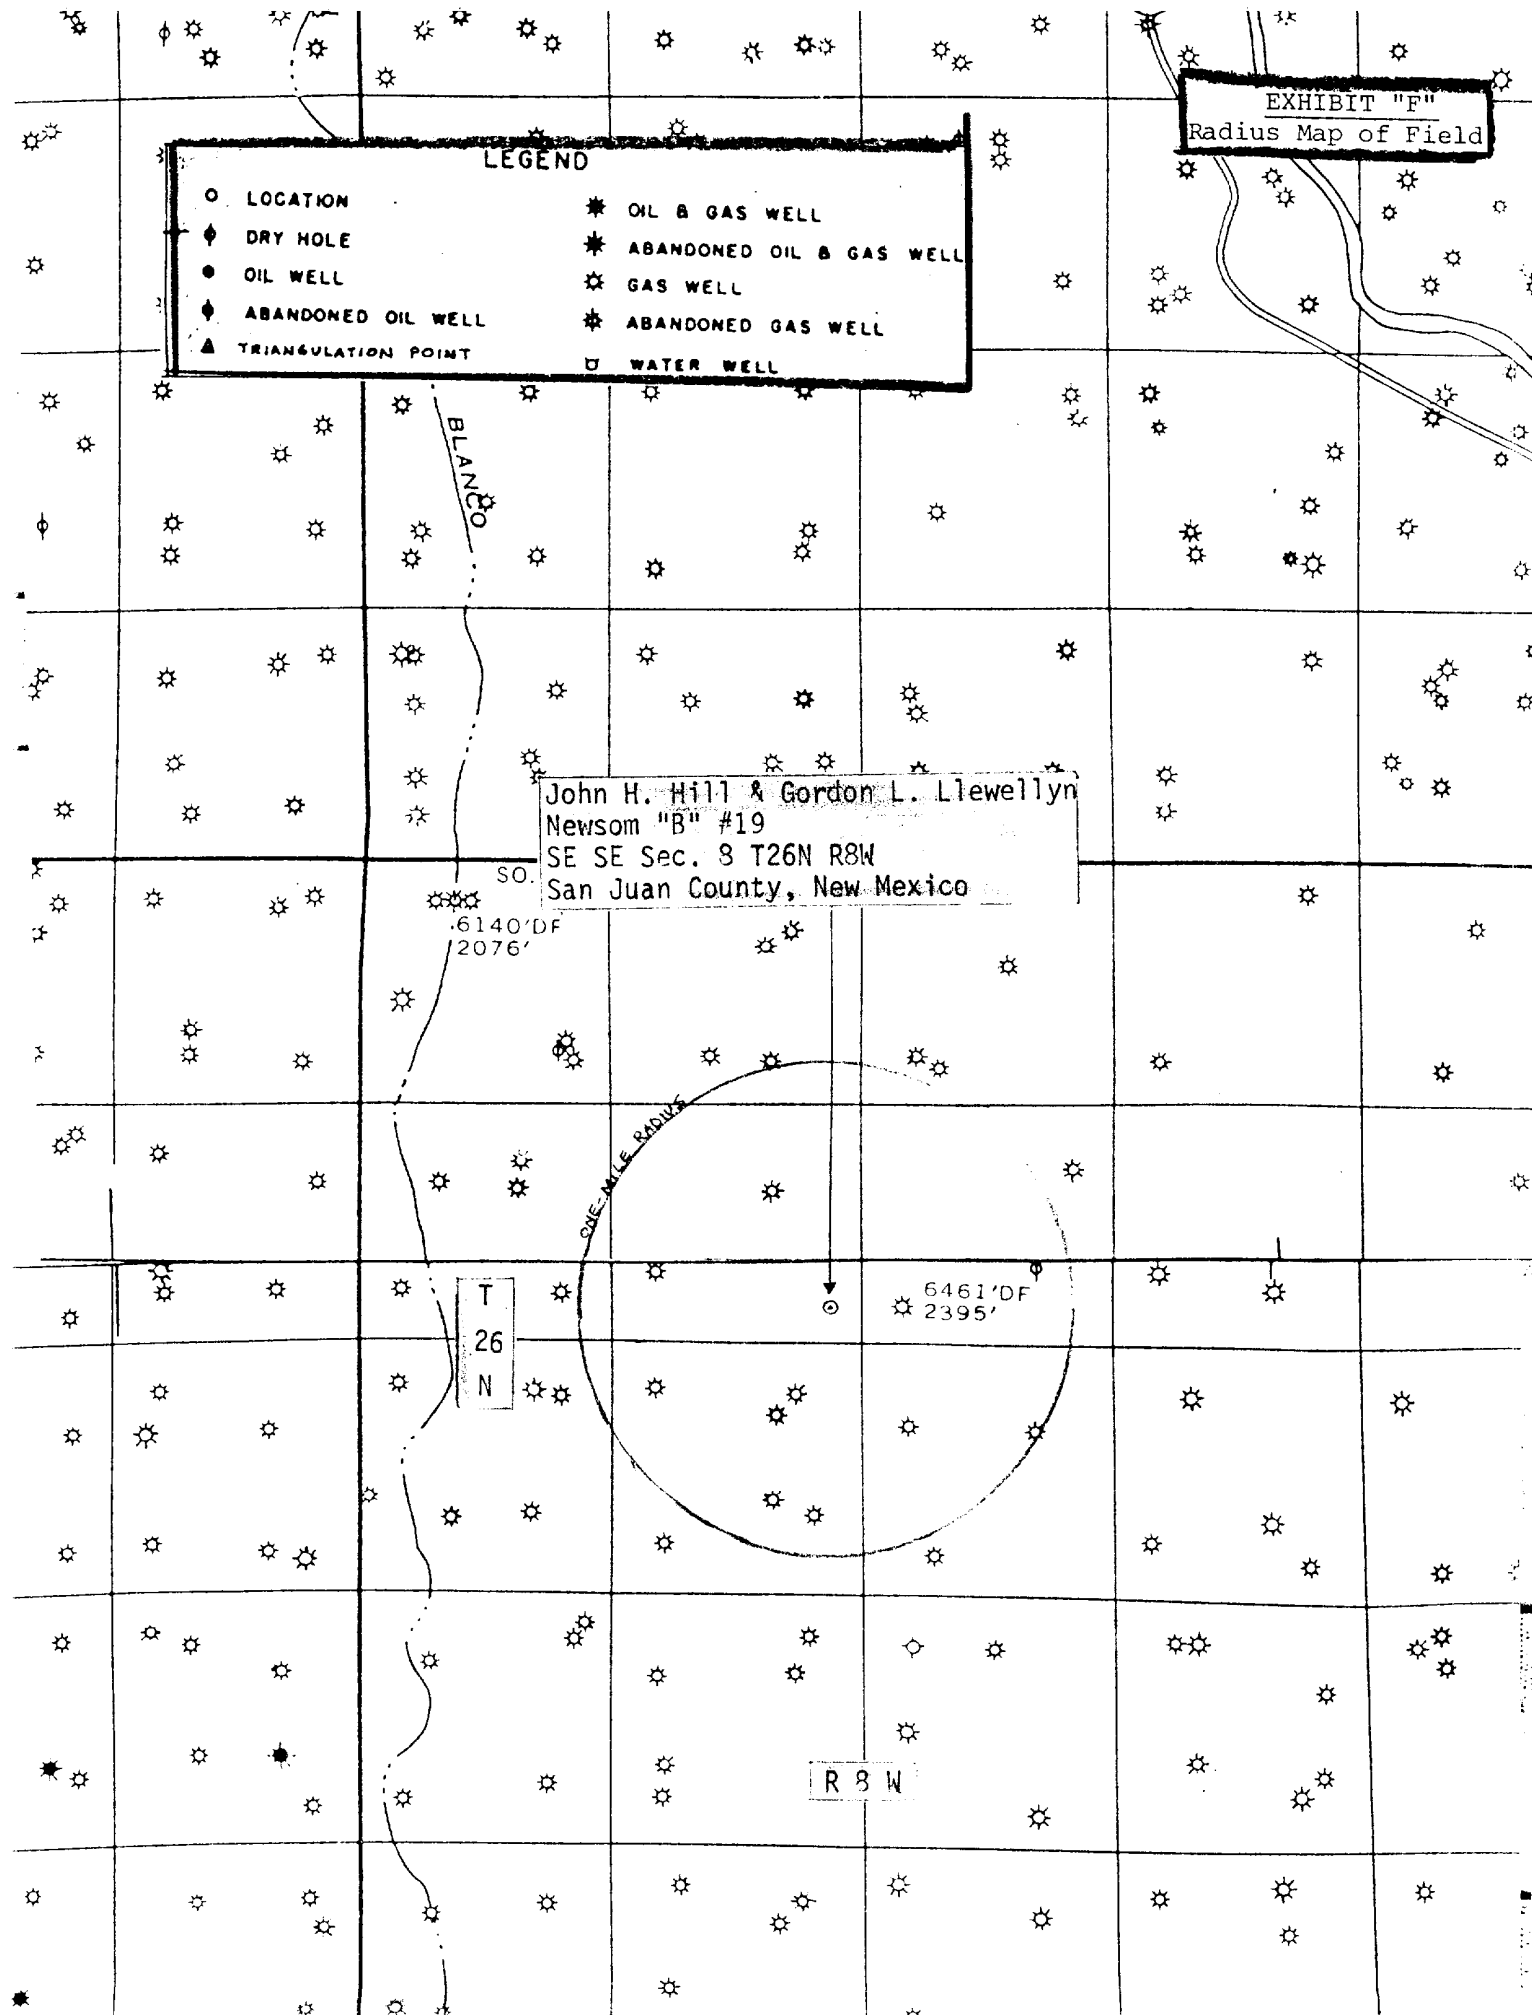 EXHIBIT "F"
Radius Map of Field
LEGEND
LOCATION
DRY HOLE
OIL WELL
ABANDONED OIL WELL
TRIANGULATION POINT
OIL & GAS WELL
ABANDONED OIL & GAS WELL
GAS WELL
ABANDONED GAS WELL
WATER WELL
BLANCO
John H. Hill & Gordon L. Llewellyn
Newsom "B" #19
SE SE Sec. 8 T26N R8W
San Juan County, New Mexico
SO.
6140'DF
2076'
ONE-MILE RADIUS
6461'DF
2395'
T
26
N
R 8 W